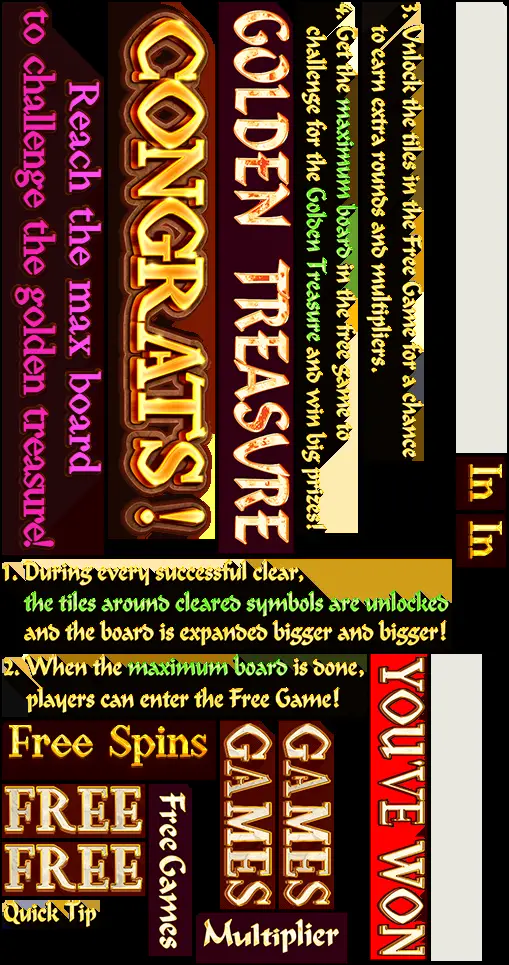 Reach the max board
to challenge the golden treasure!
CONGRATS!
GOLDEN TREASURE
4. Get the maximum board in the free game to
challenge for the Golden Treasure and win big prizes!
3. Unlock the tiles in the Free Game for a chance
to earn extra rounds and multipliers.
In
In
1. During every successful clear,
the tiles around cleared symbols are unlocked
and the board is expanded bigger and bigger!
2. When the maximum board is done,
players can enter the Free Game!
YOU'VE WON
Free Spins
GAMES
GAMES
FREE
FREE
Free Games
Quick Tip
Multiplier